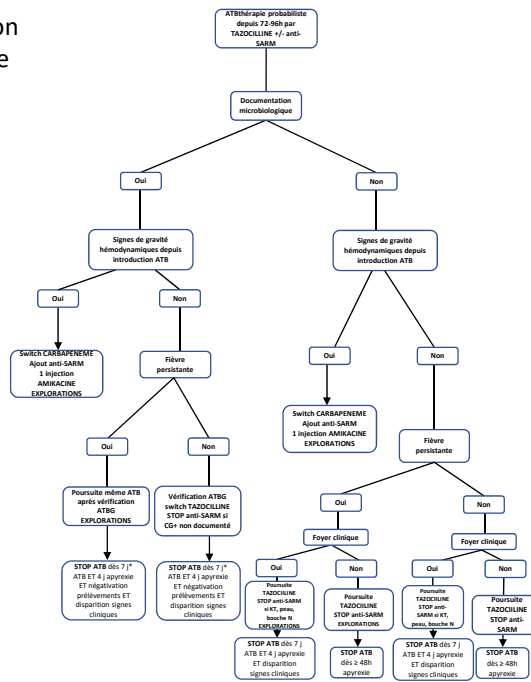 on
e
ATBthérapie probabiliste
depuis 72-96h par
TAZOCILLINE +/- anti-
SARM
Documentation
microbiologique
Oui
Non
Signes de gravité
hémodynamiques depuis
introduction ATB
Signes de gravité
hémodynamiques depuis
introduction ATB
Oui
Non
Switch CARBAPENEME
Ajout anti-SARM
1 injection
AMIKACINE
EXPLORATIONS
Fièvre
persistante
Oui
Non
Switch CARBAPENEME
Ajout anti-SARM
1 injection AMIKACINE
EXPLORATIONS
Fièvre
persistante
Oui
Non
Poursuite même ATB
après vérification
ATBG
EXPLORATIONS
Vérification ATBG
switch TAZOCILLINE
STOP anti-SARM si
CG+ non documenté
STOP ATB dès 7 j*
ATB ET 4 j apyrexie
ET négativation
prélèvements ET
disparition signes
cliniques
STOP ATB dès 7 j*
ATB ET 4 j apyrexie
ET négativation
prélèvements ET
disparition signes
cliniques
Oui
Non
Foyer clinique
Foyer clinique
Oui
Non
Oui
Non
Poursuite
TAZOCIILINE
STOP anti-SARM
si KT, peau,
bouche N
EXPLORATIONS
Poursuite
TAZOCIILINE
STOP anti-SARM
EXPLORATIONS
Poursuite
TAZOCIILINE
STOP anti-
SARM si KT,
peau, bouche N
Poursuite
TAZOCIILINE
STOP anti-
SARM
STOP ATB dès 7 j
ATB ET 4 j apyrexie
ET disparition
signes cliniques
STOP ATB
dès ≥ 48h
apyrexie
STOP ATB dès 7 j
ATB ET 4 j apyrexie
ET disparition
signes cliniques
STOP ATB
dès ≥ 48h
apyrexie